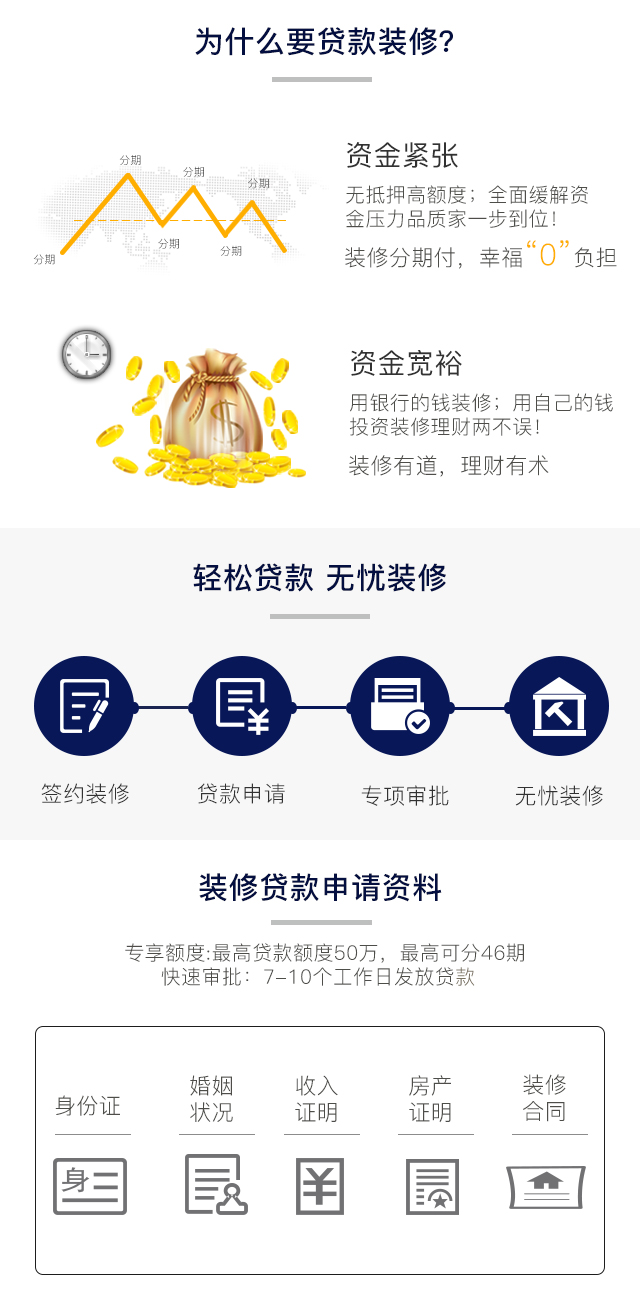 为什么要贷款装修?
分期
分期
分期
分期
分期
分期
资金紧张
无抵押高额度；全面缓解资
金压力品质家一步到位！
装修分期付，幸福“0”负担
资金宽裕
用银行的钱装修；用自己的钱
投资装修理财两不误！
装修有道，理财有术
$
轻松贷款 无忧装修
¥
签约装修
贷款申请
专项审批
无忧装修
装修贷款申请资料
专享额度:最高贷款额度50万，最高可分46期
快速审批：7-10个工作日发放贷款
身份证
婚姻
状况
收入
证明
房产
证明
装修
合同
身
¥